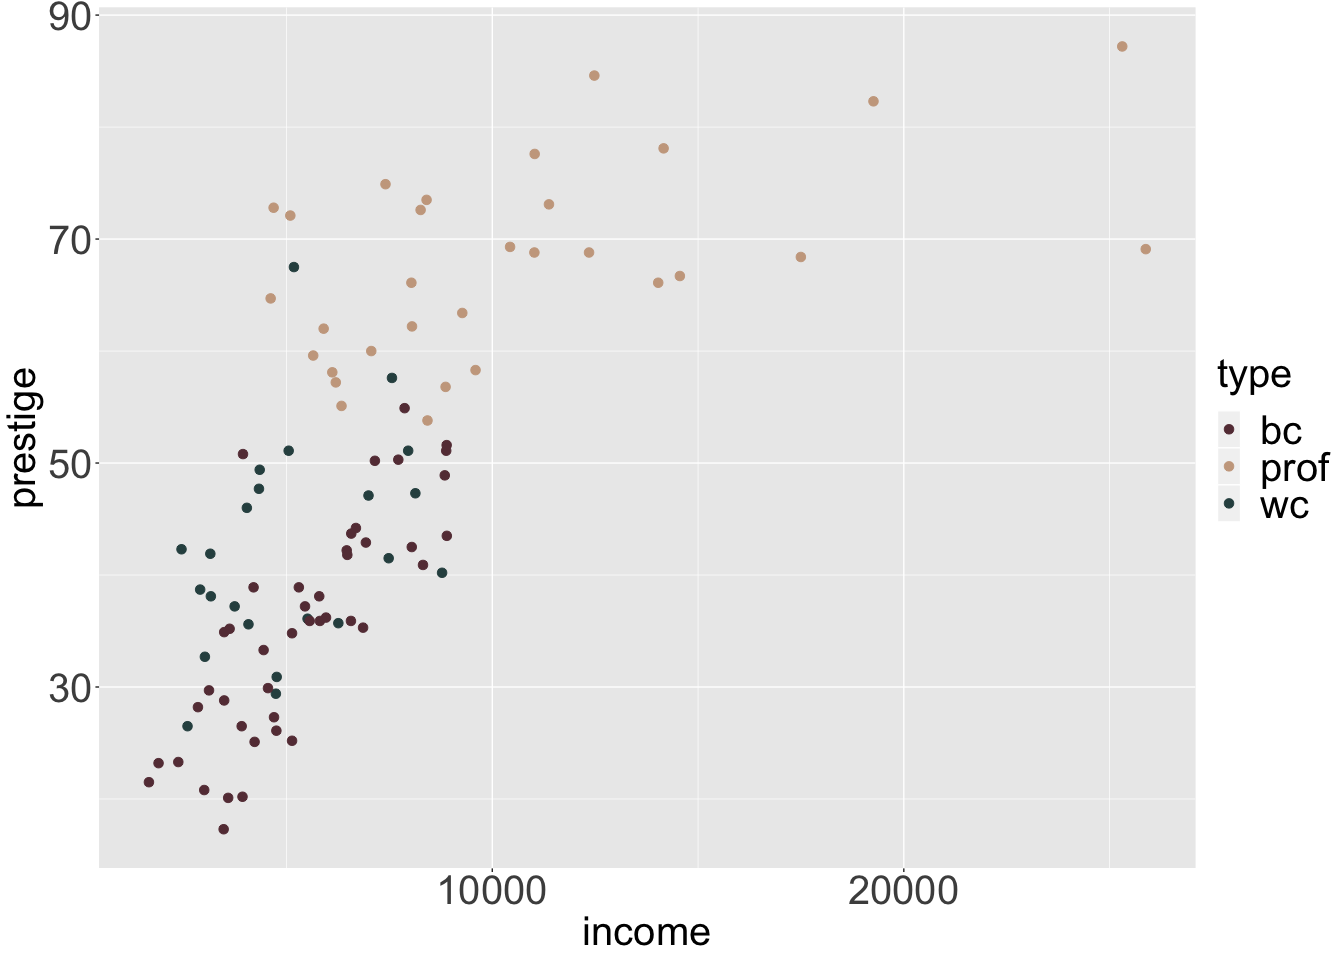 90
70
50
30
prestige
10000 20000
income
type
bc
prof
wc